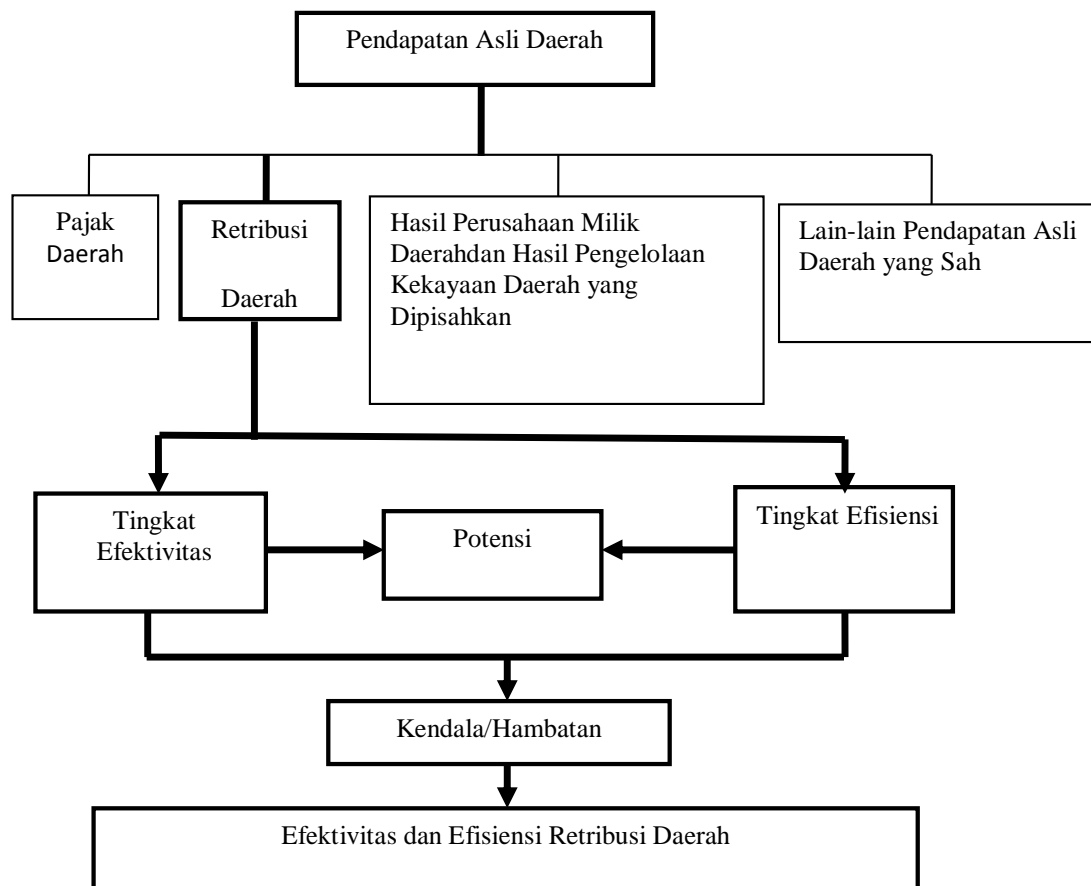 Pendapatan Asli Daerah
Pajak
Daerah
Retribusi
Daerah
Hasil Perusahaan Milik
Daerahdan Hasil Pengelolaan
Kekayaan Daerah yang
Dipisahkan
Lain-lain Pendapatan Asli
Daerah yang Sah
Tingkat
Efektivitas
Potensi
Tingkat Efisiensi
Kendala/Hambatan
Efektivitas dan Efisiensi Retribusi Daerah